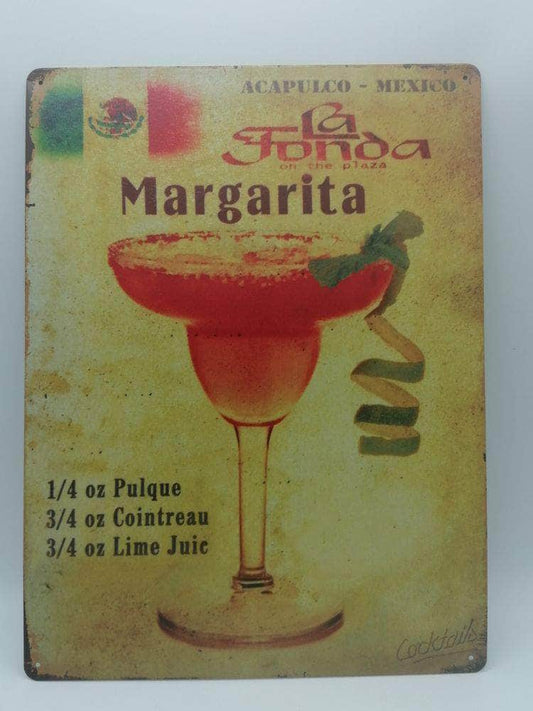 ACAPULCO - MEXICO
La
Fonda
on the plaza
Margarita
1/4 oz Pulque
3/4 oz Cointreau
3/4 oz Lime Juic
Cocktails